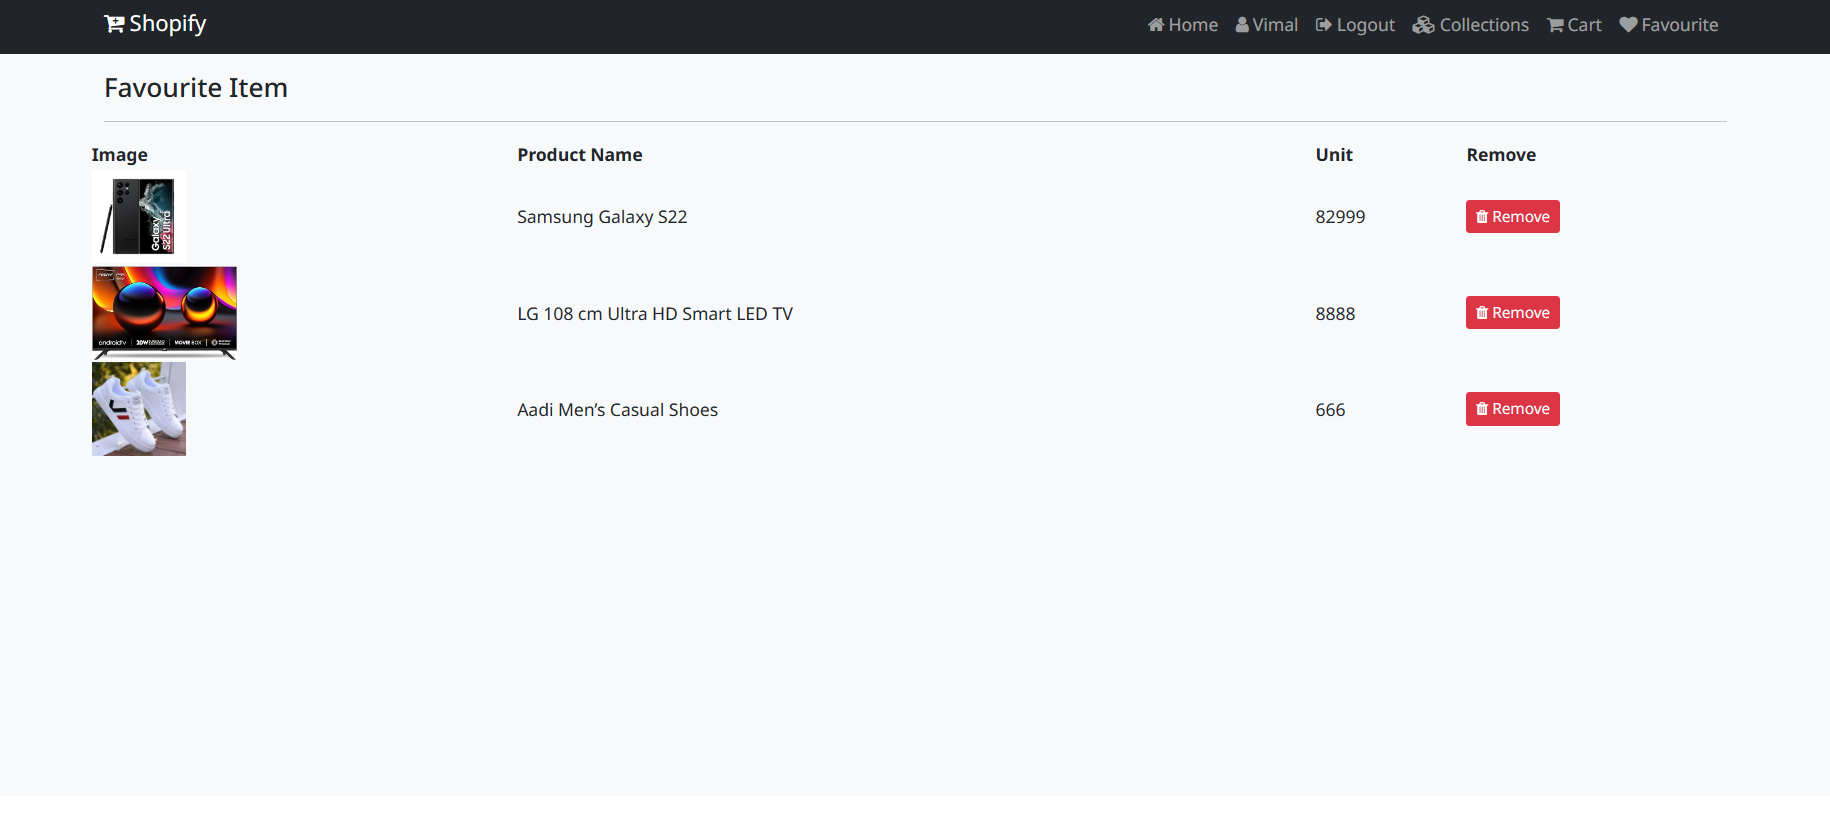 Shopify
Home Vimal Logout Collections Cart Favourite
Favourite Item
Image Product Name Unit Remove
Galaxy
S22 Ultra
Samsung Galaxy S22 82999 Remove
androidtv MOVIE BOX
LG 108 cm Ultra HD Smart LED TV 8888 Remove
Aadi Men’s Casual Shoes 666 Remove